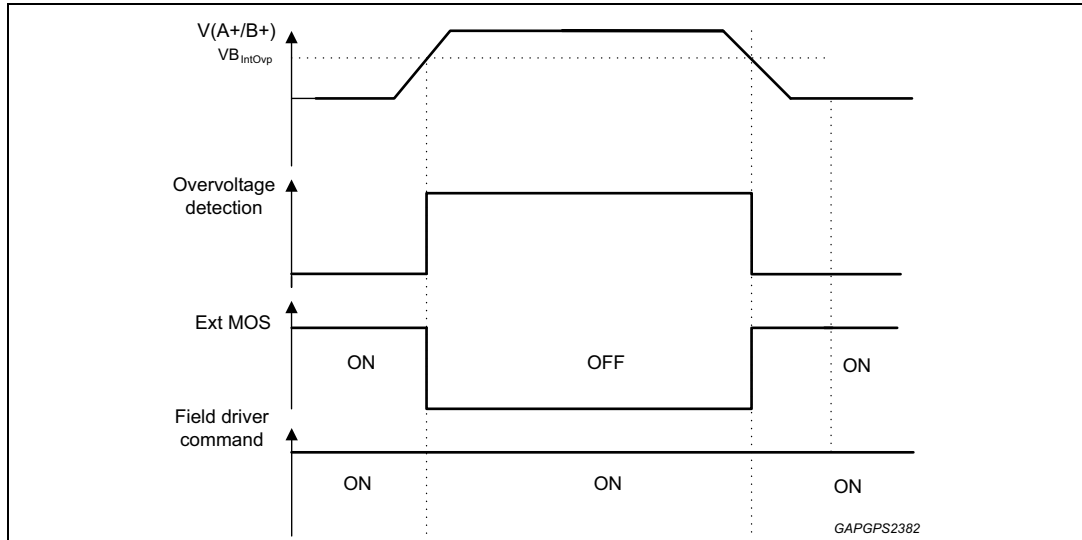 V(A+/B+)
VBIntOvp
Overvoltage
detection
Ext MOS
ON
OFF
ON
Field driver
command
ON
ON
ON
GAPGPS2382